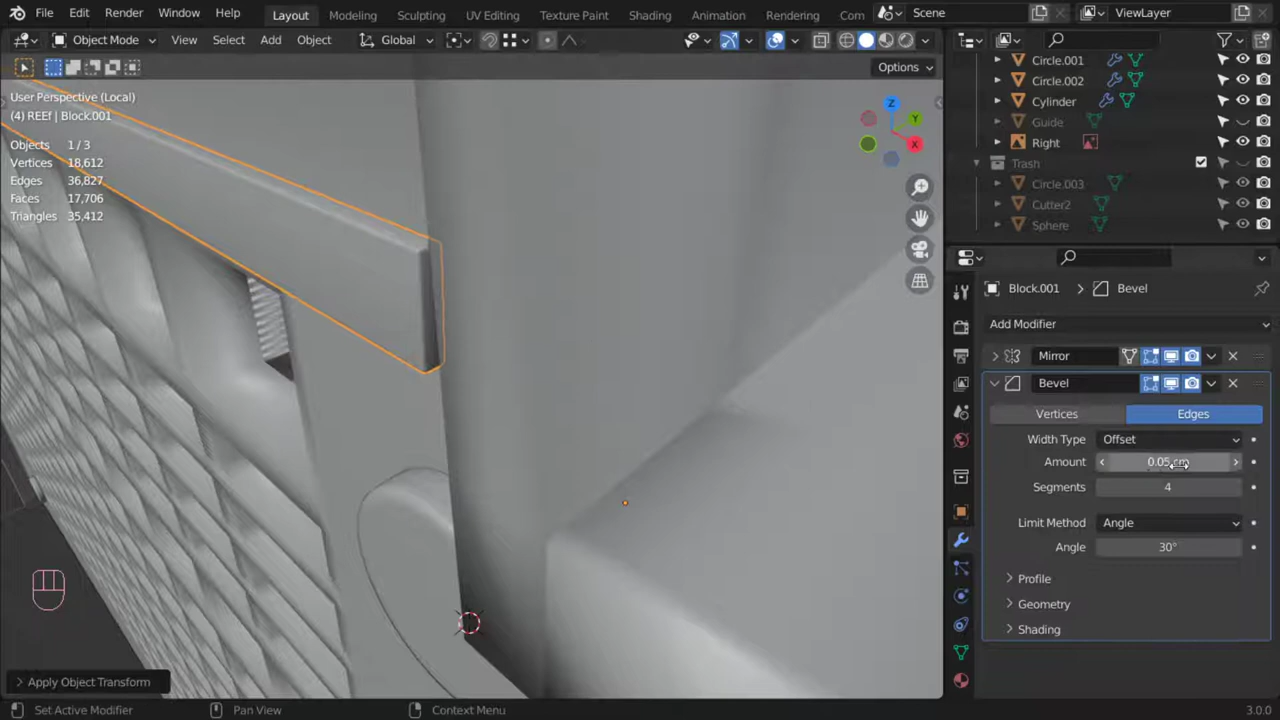 File Edit Render Window Help Layout Modeling Sculpting UV Editing Texture Paint Shading Animation Rendering Com Scene ViewLayer
Object Mode View Select Add Object Global
Options
User Perspective (Local)
(4) REEf | Block.001
Objects 1 / 3
Vertices 18,612
Edges 36,827
Faces 17,706
Triangles 35,412
Z
Y
X
Circle.001
Circle.002
Cylinder
Guide
Right
Trash
Circle.003
Cutter2
Sphere
Block.001 > Bevel
Add Modifier
Mirror
Bevel
Vertices Edges
Width Type Offset
Amount 0.05 cm
Segments 4
Limit Method Angle
Angle 30°
> Profile
> Geometry
> Shading
> Apply Object Transform
Set Active Modifier Pan View Context Menu 3.0.0